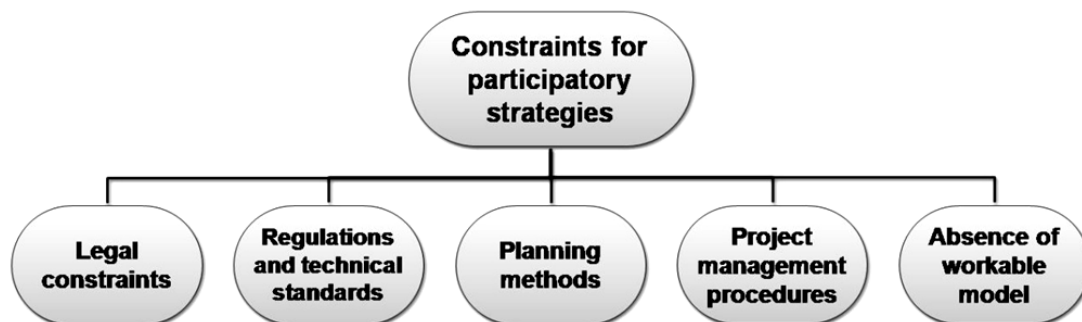 Constraints for
participatory
strategies
Legal
constraints
Regulations
and technical
standards
Planning
methods
Project
management
procedures
Absence of
workable
model